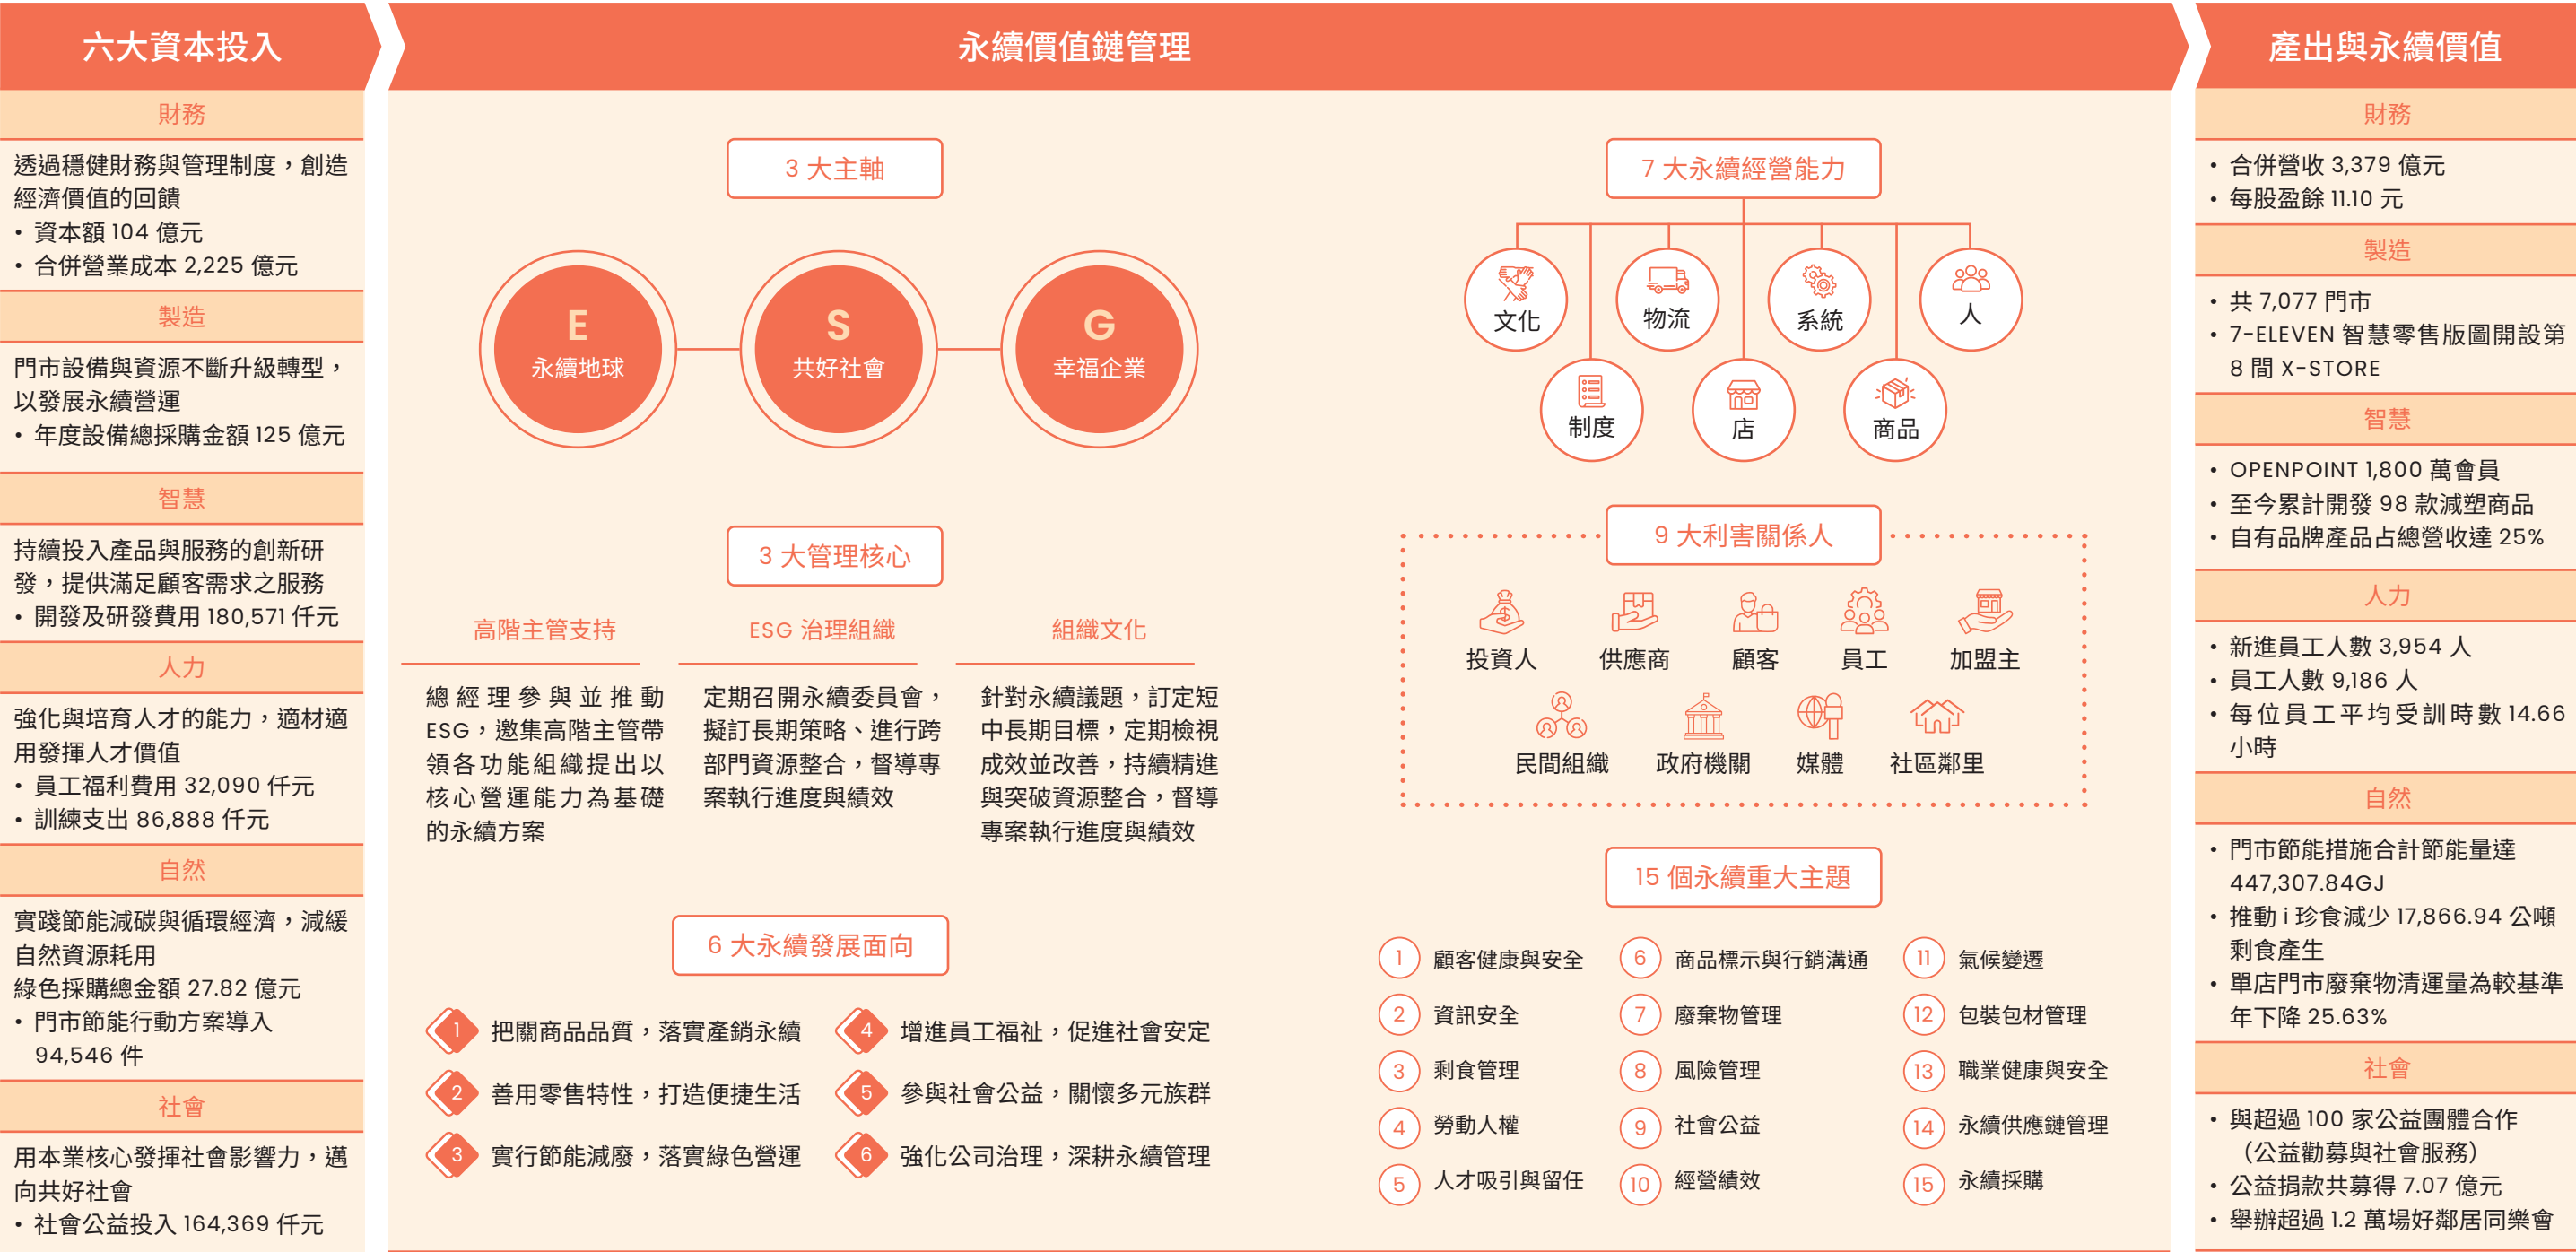 六大資本投入
財務
透過穩健財務與管理制度，創造
經濟價值的回饋
• 資本額 104 億元
• 合併營業成本 2,225 億元
製造
門市設備與資源不斷升級轉型，
以發展永續營運
• 年度設備總採購金額 125 億元
智慧
持續投入產品與服務的創新研
發，提供滿足顧客需求之服務
• 開發及研發費用 180,571 仟元
人力
強化與培育人才的能力，適材適
用發揮人才價值
• 員工福利費用 32,090 仟元
• 訓練支出 86,888 仟元
自然
實踐節能減碳與循環經濟，減緩
自然資源耗用
綠色採購總金額 27.82 億元
• 門市節能行動方案導入
94,546 件
社會
用本業核心發揮社會影響力，邁
向共好社會
• 社會公益投入 164,369 仟元
永續價值鏈管理
3 大主軸
E
永續地球
S
共好社會
G
幸福企業
3 大管理核心
高階主管支持
總經理參與並推動
ESG，邀集高階主管帶
領各功能組織提出以
核心營運能力為基礎
的永續方案
ESG 治理組織
定期召開永續委員會，
擬訂長期策略、進行跨
部門資源整合，督導專
案執行進度與績效
組織文化
針對永續議題，訂定短
中長期目標，定期檢視
成效並改善，持續精進
與突破資源整合，督導
專案執行進度與績效
6 大永續發展面向
1 把關商品品質，落實產銷永續
2 善用零售特性，打造便捷生活
3 實行節能減廢，落實綠色營運
4 增進員工福祉，促進社會安定
5 參與社會公益，關懷多元族群
6 強化公司治理，深耕永續管理
7 大永續經營能力
文化
物流
系統
人
制度
店
商品
9 大利害關係人
投資人
供應商
顧客
員工
加盟主
民間組織
政府機關
媒體
社區鄰里
15 個永續重大主題
1 顧客健康與安全
2 資訊安全
3 剩食管理
4 勞動人權
5 人才吸引與留任
6 商品標示與行銷溝通
7 廢棄物管理
8 風險管理
9 社會公益
10 經營績效
11 氣候變遷
12 包裝包材管理
13 職業健康與安全
14 永續供應鏈管理
15 永續採購
產出與永續價值
財務
• 合併營收 3,379 億元
• 每股盈餘 11.10 元
製造
• 共 7,077 門市
• 7-ELEVEN 智慧零售版圖開設第
8 間 X-STORE
智慧
• OPENPOINT 1,800 萬會員
• 至今累計開發 98 款減塑商品
• 自有品牌產品占總營收達 25%
人力
• 新進員工人數 3,954 人
• 員工人數 9,186 人
• 每位員工平均受訓時數 14.66
小時
自然
• 門市節能措施合計節能量達
447,307.84GJ
• 推動 i 珍食減少 17,866.94 公噸
剩食產生
• 單店門市廢棄物清運量為較基準
年下降 25.63%
社會
• 與超過 100 家公益團體合作
（公益勸募與社會服務）
• 公益捐款共募得 7.07 億元
• 舉辦超過 1.2 萬場好鄰居同樂會